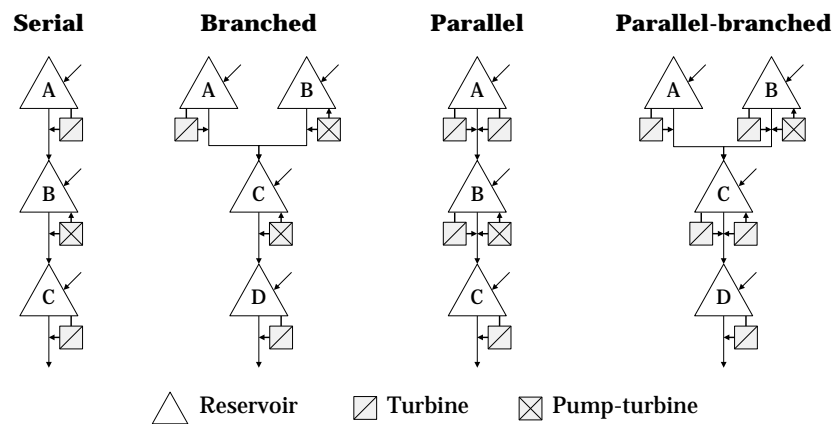 Serial Branched Parallel Parallel-branched
A A B A A B
B C B C
C D C D
Reservoir Turbine Pump-turbine